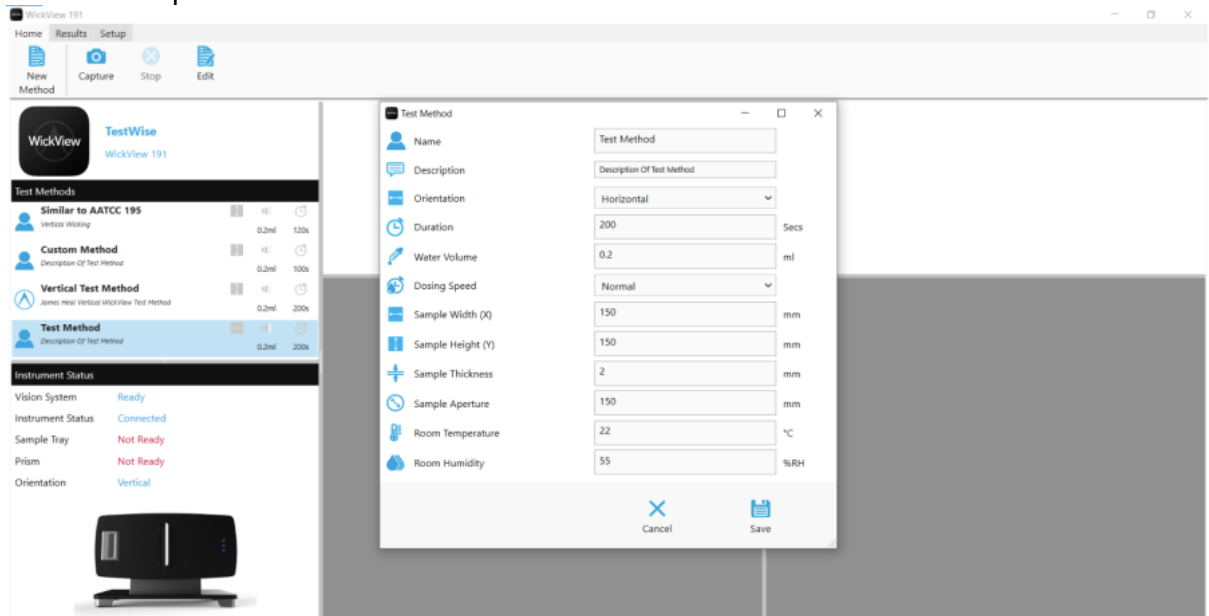 WickView 191
Home Results Setup
New Method
Capture
Stop
Edit
WickView
TestWise
WickView 191
Test Methods
Similar to AATCC 195
Vertical Wicking
0.2ml 120s
Custom Method
Description Of Test Method
0.2ml 100s
Vertical Test Method
James Heal Vertical WickView Test Method
0.2ml 200s
Test Method
Description Of Test Method
0.2ml 200s
Instrument Status
Vision System Ready
Instrument Status Connected
Sample Tray Not Ready
Prism Not Ready
Orientation Vertical
Test Method
Name Test Method
Description Description Of Test Method
Orientation Horizontal
Duration 200 Secs
Water Volume 0.2 ml
Dosing Speed Normal
Sample Width (X) 150 mm
Sample Height (Y) 150 mm
Sample Thickness 2 mm
Sample Aperture 150 mm
Room Temperature 22 °C
Room Humidity 55 %RH
Cancel Save